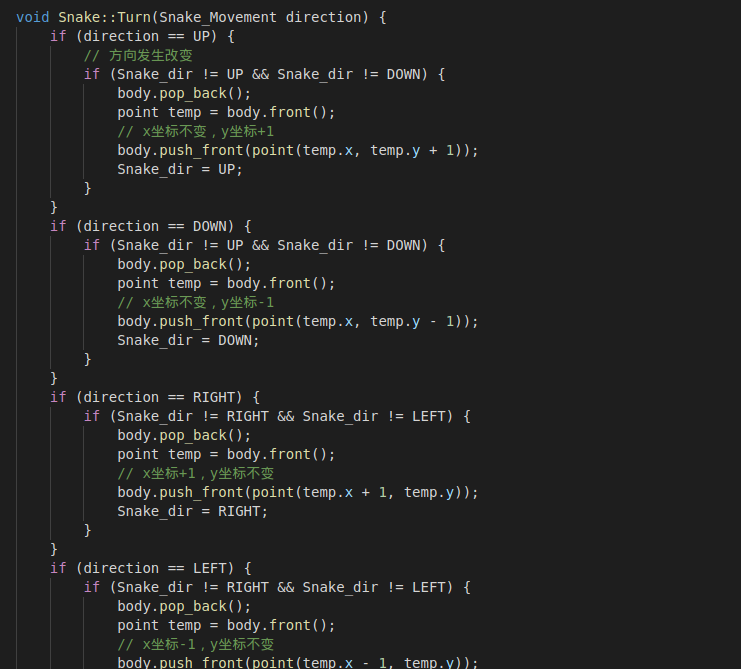 void Snake::Turn(Snake_Movement direction) {
    if (direction == UP) {
        // 方向发生改变
        if (Snake_dir != UP && Snake_dir != DOWN) {
            body.pop_back();
            point temp = body.front();
            // x坐标不变，y坐标+1
            body.push_front(point(temp.x, temp.y + 1));
            Snake_dir = UP;
        }
    }
    if (direction == DOWN) {
        if (Snake_dir != UP && Snake_dir != DOWN) {
            body.pop_back();
            point temp = body.front();
            // x坐标不变，y坐标-1
            body.push_front(point(temp.x, temp.y - 1));
            Snake_dir = DOWN;
        }
    }
    if (direction == RIGHT) {
        if (Snake_dir != RIGHT && Snake_dir != LEFT) {
            body.pop_back();
            point temp = body.front();
            // x坐标+1，y坐标不变
            body.push_front(point(temp.x + 1, temp.y));
            Snake_dir = RIGHT;
        }
    }
    if (direction == LEFT) {
        if (Snake_dir != RIGHT && Snake_dir != LEFT) {
            body.pop_back();
            point temp = body.front();
            // x坐标-1，y坐标不变
            body.push_front(point(temp.x - 1, temp.y));